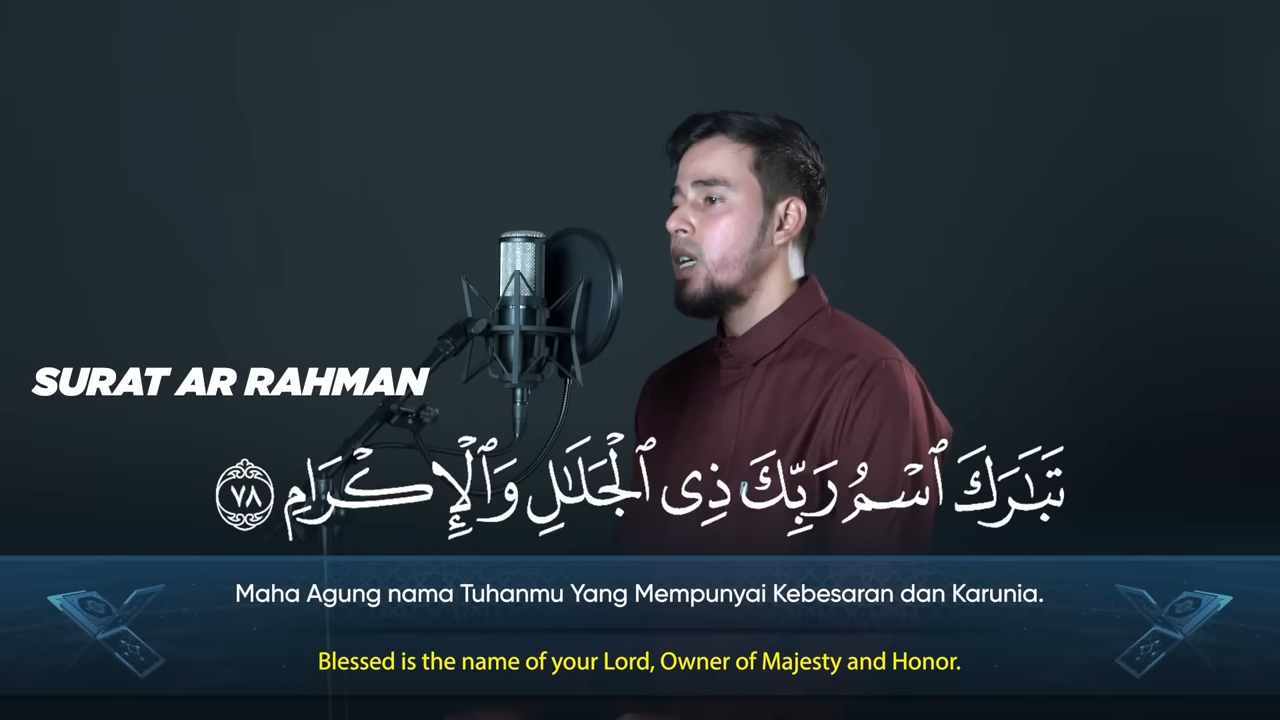 SURAT AR RAHMAN
تَبَٰرَكَ ٱسْمُ رَبِّكَ ذِى ٱلْجَلَٰلِ وَٱلْإِكْرَامِ ٧٨
Maha Agung nama Tuhanmu Yang Mempunyai Kebesaran dan Karunia.
Blessed is the name of your Lord, Owner of Majesty and Honor.